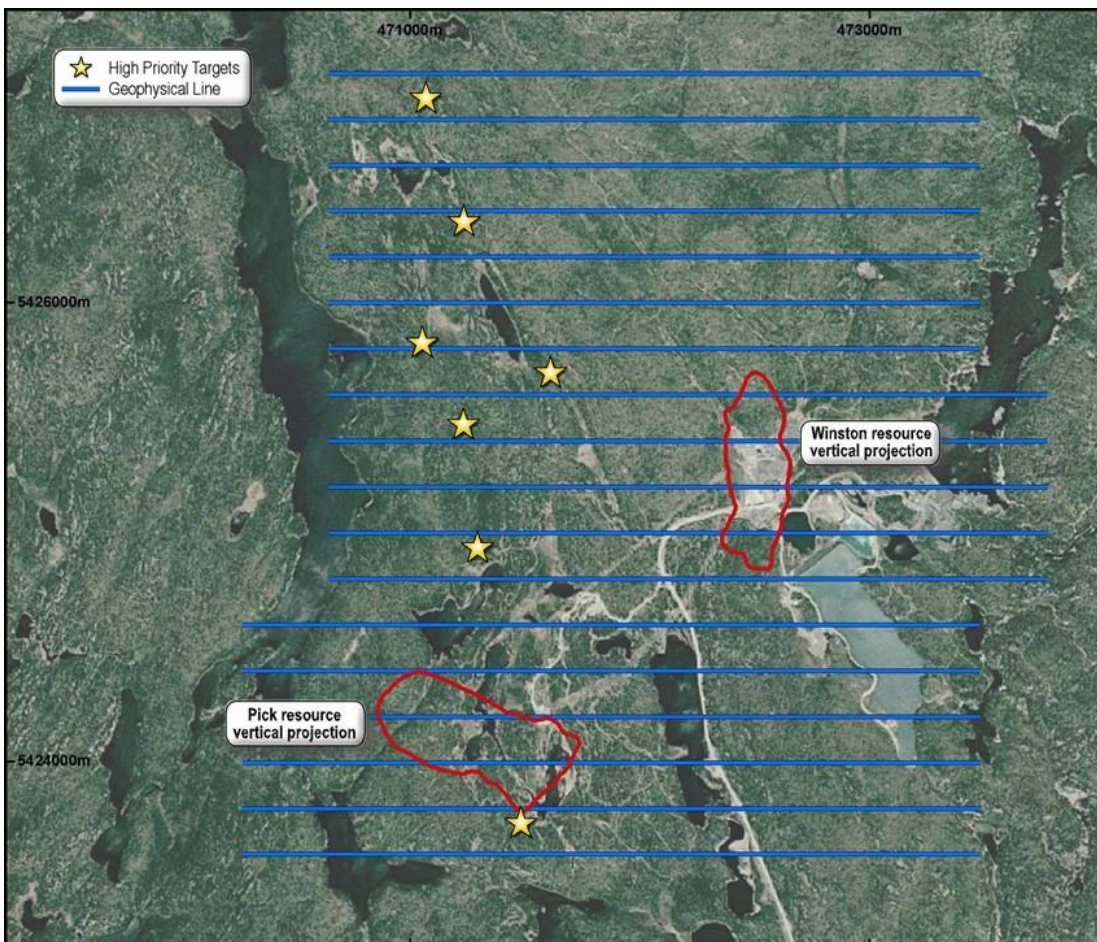 471000m
473000m
High Priority Targets
Geophysical Line
5426000m
Winston resource
vertical projection
Pick resource
vertical projection
5424000m